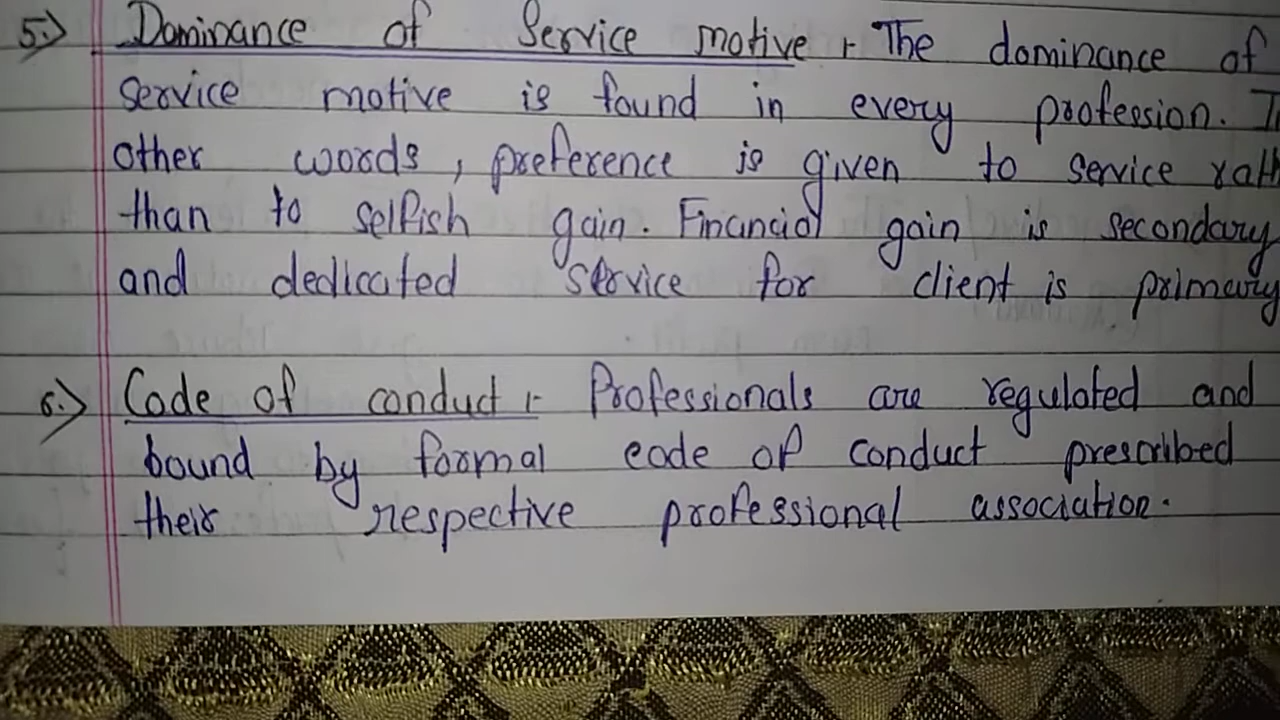 5.) Dominance of Service motive :- The dominance of
service motive is found in every profession. I
other words, preference is given to service rath
than to selfish gain. Financial gain is secondary
and dedicated service for client is primary
6.) Code of conduct :- Professionals are regulated and
bound by formal code of conduct prescribed
their respective professional association.